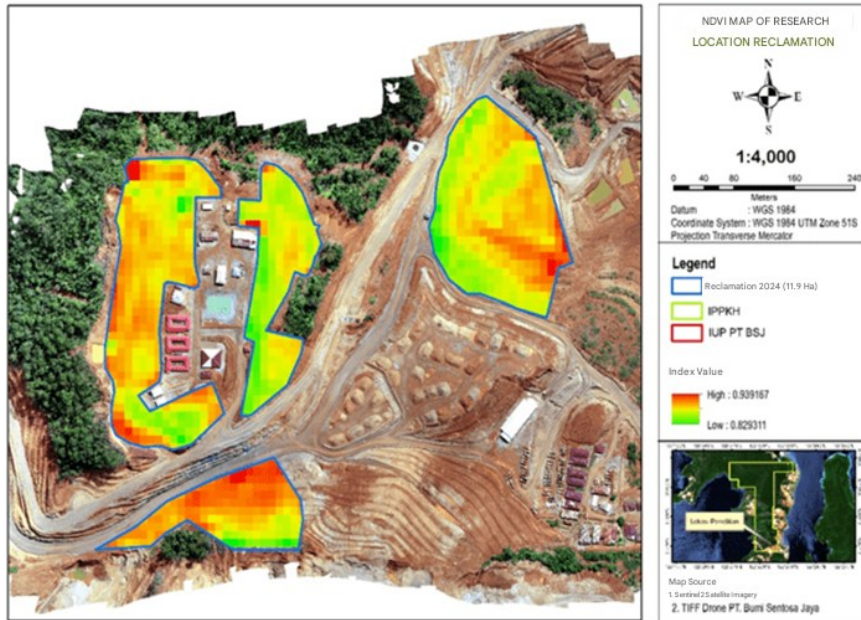 NDVI MAP OF RESEARCH
LOCATION RECLAMATION
N
W E
S
1:4,000
0 40 80 160 240
Meters
Datum : WGS 1984
Coordinate System : WGS 1984 UTM Zone 51S
Projection Transverse Mercator
Legend
Reclamation 2024 (11.9 Ha)
IPPKH
IUP PT BSJ
Index Value
High : 0.939167
Low : 0.829311
Map Source
1. Sentinel 2 Satellite Imagery
2. TIFF Drone PT. Bumi Sentosa Jaya